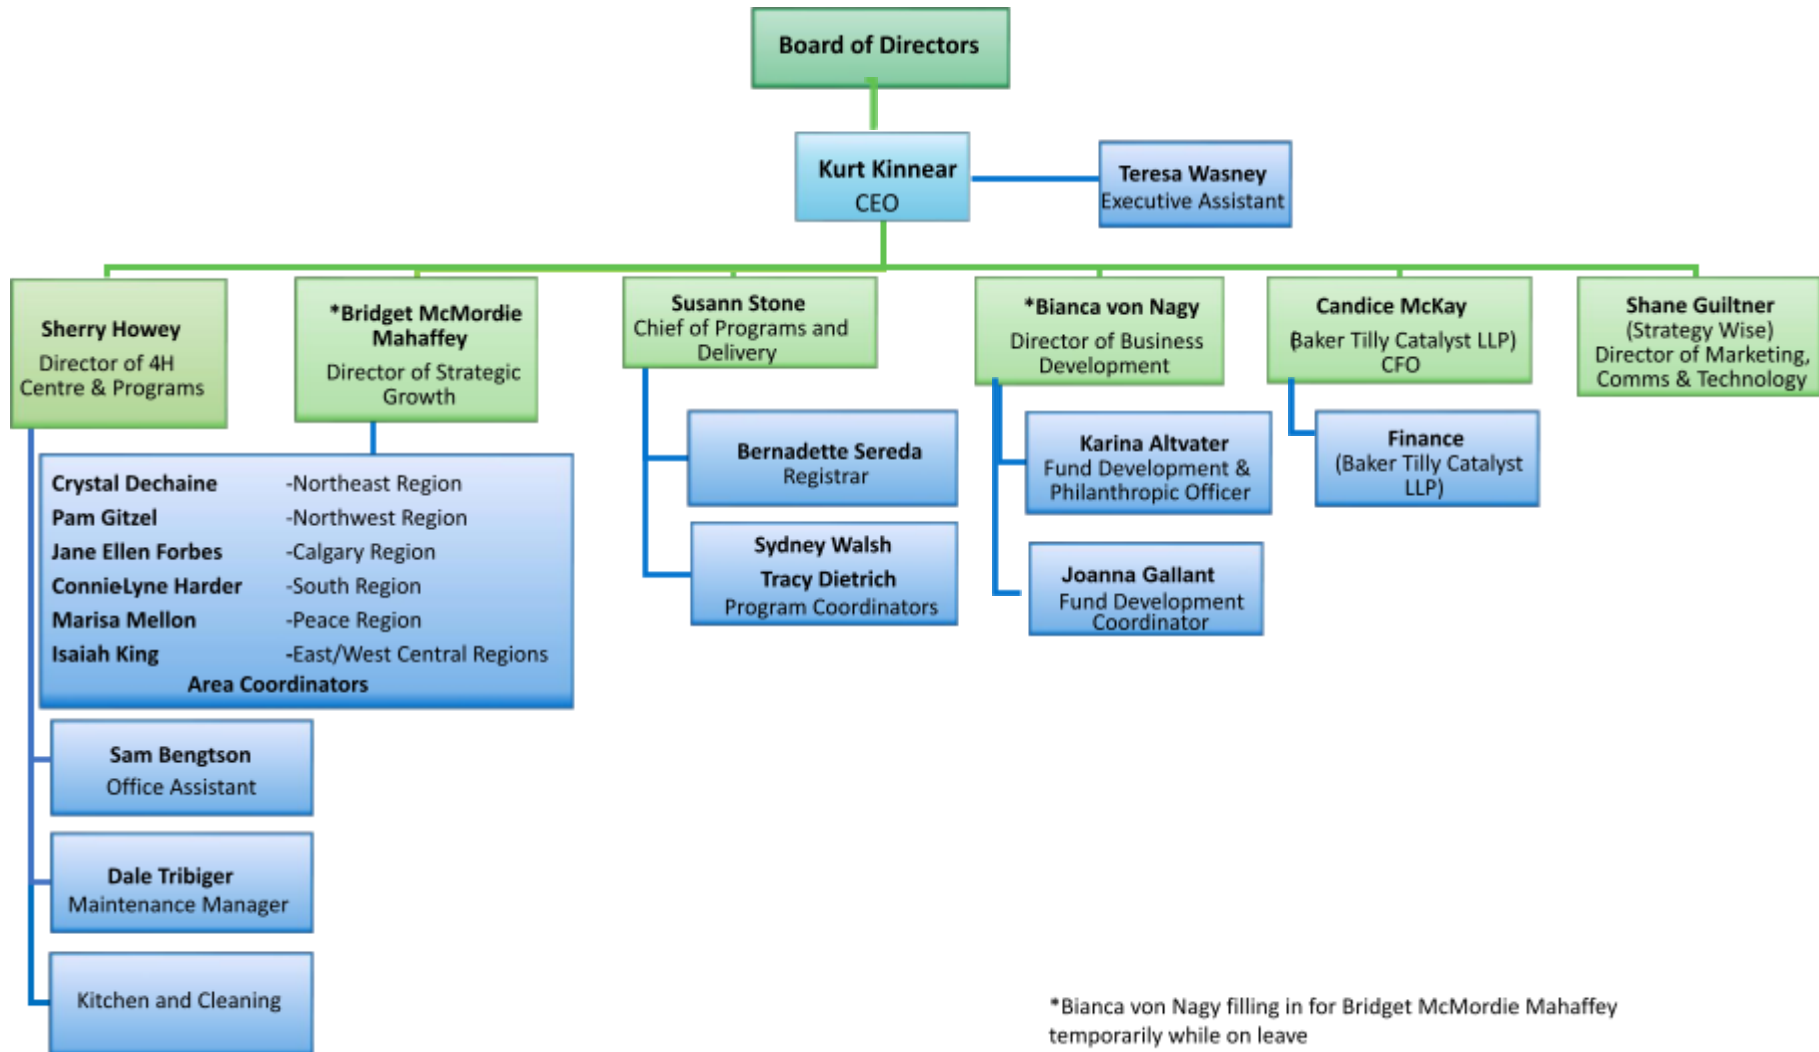 Board of Directors
Kurt Kinnear
CEO
Teresa Wasney
Executive Assistant
Sherry Howey
Director of 4H
Centre & Programs
*Bridget McMordie
Mahaffey
Director of Strategic
Growth
Susann Stone
Chief of Programs and
Delivery
*Bianca von Nagy
Director of Business
Development
Candice McKay
(Baker Tilly Catalyst LLP)
CFO
Shane Guiltner
(Strategy Wise)
Director of Marketing,
Comms & Technology
Crystal Dechaine -Northeast Region
Pam Gitzel -Northwest Region
Jane Ellen Forbes -Calgary Region
Connie-Lyne Harder -South Region
Marisa Mellon -Peace Region
Isaiah King -East/West Central Regions
Area Coordinators
Bernadette Sereda
Registrar
Sydney Walsh
Tracy Dietrich
Program Coordinators
Karina Altvater
Fund Development &
Philanthropic Officer
Joanna Gallant
Fund Development
Coordinator
Finance
(Baker Tilly Catalyst
LLP)
Sam Bengtson
Office Assistant
Dale Tribiger
Maintenance Manager
Kitchen and Cleaning
*Bianca von Nagy filling in for Bridget McMordie Mahaffey
temporarily while on leave